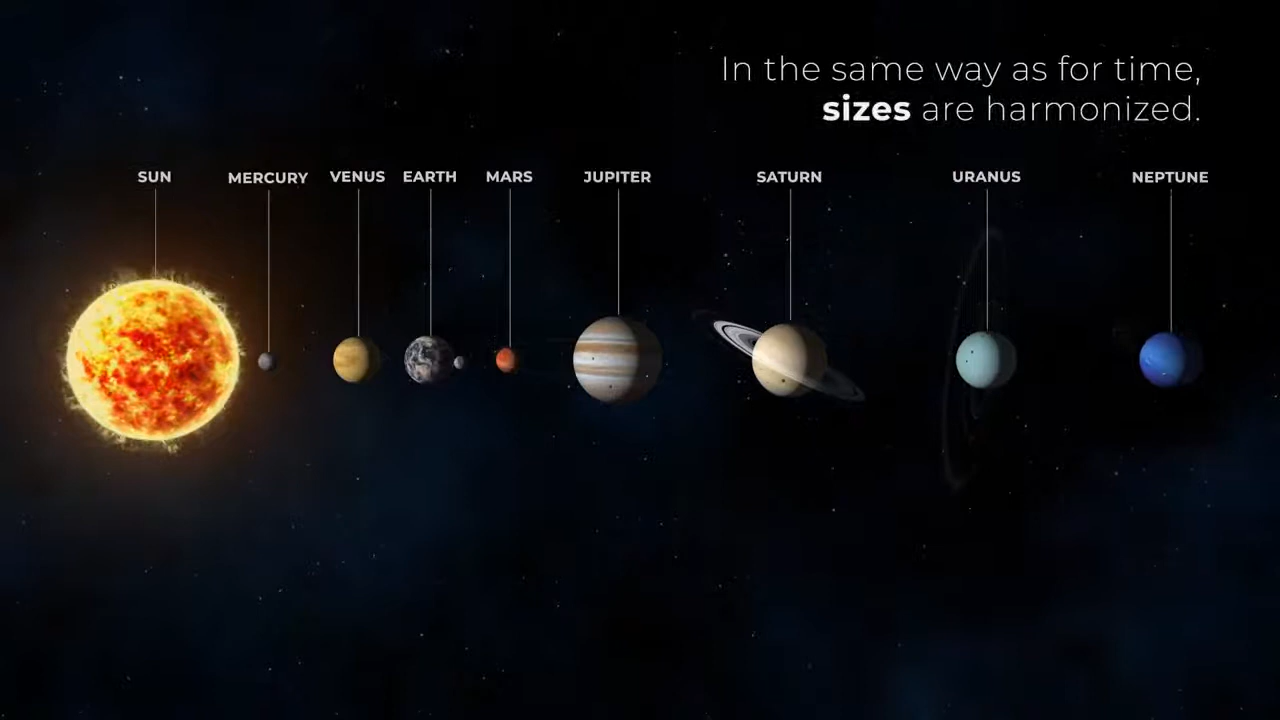 In the same way as for time,
sizes are harmonized.
SUN
MERCURY
VENUS
EARTH
MARS
JUPITER
SATURN
URANUS
NEPTUNE